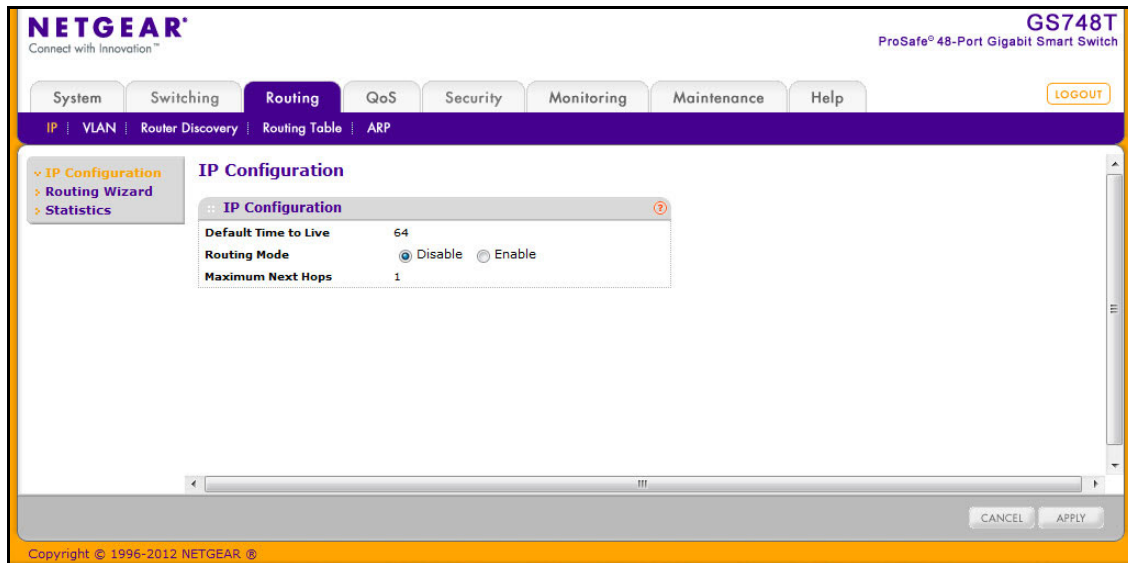 NETGEAR®
Connect with Innovation™
GS748T
ProSafe® 48-Port Gigabit Smart Switch
System Switching Routing QoS Security Monitoring Maintenance Help LOGOUT
IP VLAN Router Discovery Routing Table ARP
IP Configuration
Routing Wizard
Statistics
IP Configuration
IP Configuration ?
Default Time to Live 64
Routing Mode Disable Enable
Maximum Next Hops 1
CANCEL APPLY
Copyright © 1996-2012 NETGEAR ®